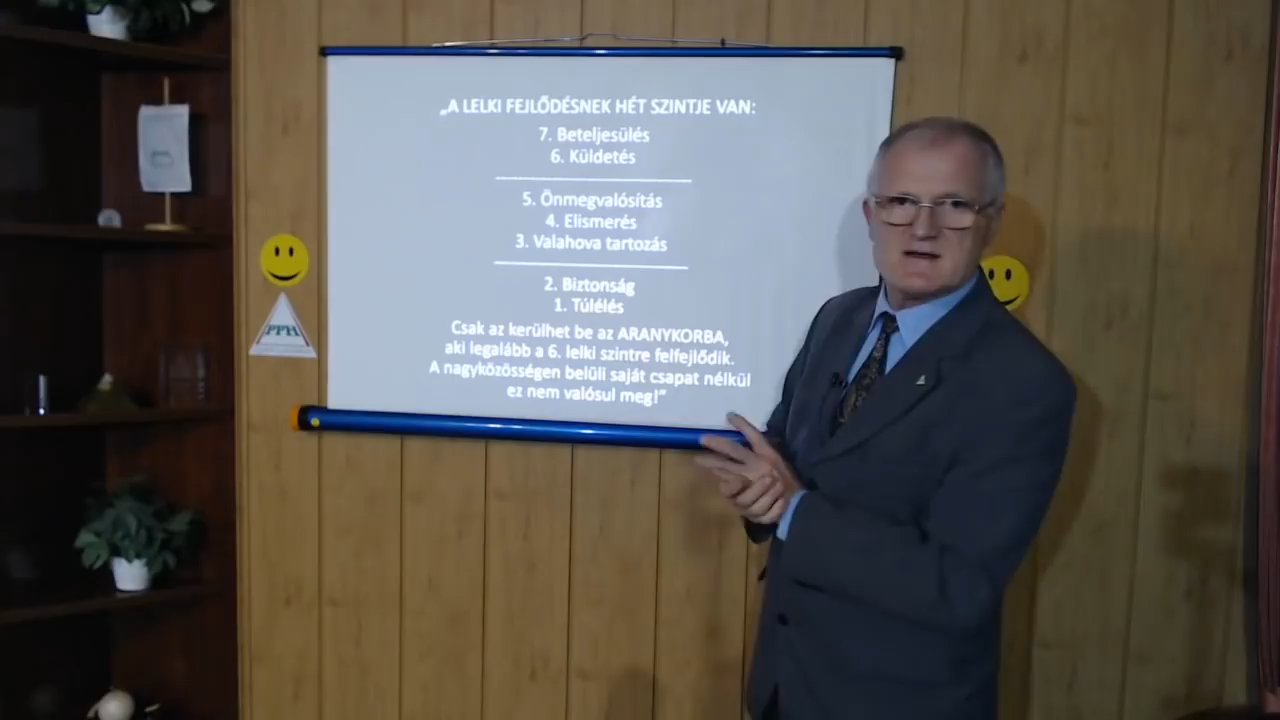 „A LELKI FEJLŐDÉSNEK HÉT SZINTJE VAN:
7. Beteljesülés
6. Küldetés
5. Önmegvalósítás
4. Elismerés
3. Valahova tartozás
2. Biztonság
1. Túlélés
Csak az kerülhet be az ARANYKORBA,
aki legalább a 6. lelki szintre felfejlődik.
A nagyközösségen belüli saját csapat nélkül
ez nem valósul meg!”
PPH